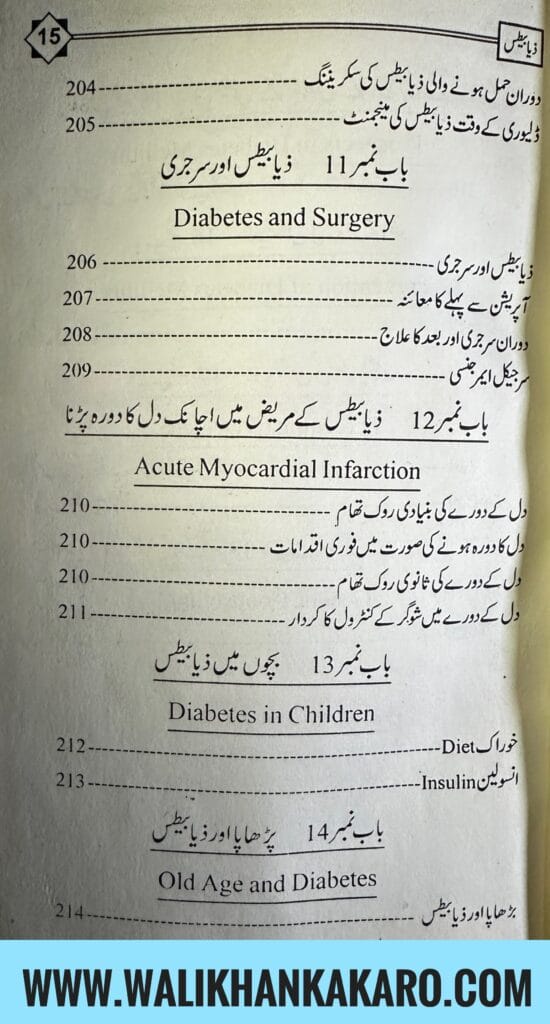 15 ذیابیطس
دوران حمل ہونے والی ذیابیطس کی سکریننگ ------------------------ 204
ڈلیوری کے وقت ذیابیطس کی مینجمنٹ ------------------------ 205
باب نمبر 11 ذیابیطس اور سرجری
Diabetes and Surgery
ذیابیطس اور سرجری ------------------------ 206
آپریشن سے پہلے کا معائنہ ------------------------ 207
دوران سرجری اور بعد کا علاج ------------------------ 208
سرجیکل ایمرجنسی ------------------------ 209
باب نمبر 12 ذیابیطس کے مریض میں اچانک دل کا دورہ پڑنا
Acute Myocardial Infarction
دل کے دورے کی بنیادی روک تھام ------------------------ 210
دل کا دورہ ہونے کی صورت میں فوری اقدامات ------------------------ 210
دل کے دورے کی ثانوی روک تھام ------------------------ 210
دل کے دورے میں شوگر کے کنٹرول کا کردار ------------------------ 211
باب نمبر 13 بچوں میں ذیابیطس
Diabetes in Children
خوراک Diet ------------------------ 212
انسولین Insulin ------------------------ 213
باب نمبر 14 بڑھاپا اور ذیابیطس
Old Age and Diabetes
بڑھاپا اور ذیابیطس ------------------------ 214
WWW.WALIKHANKAKARO.COM